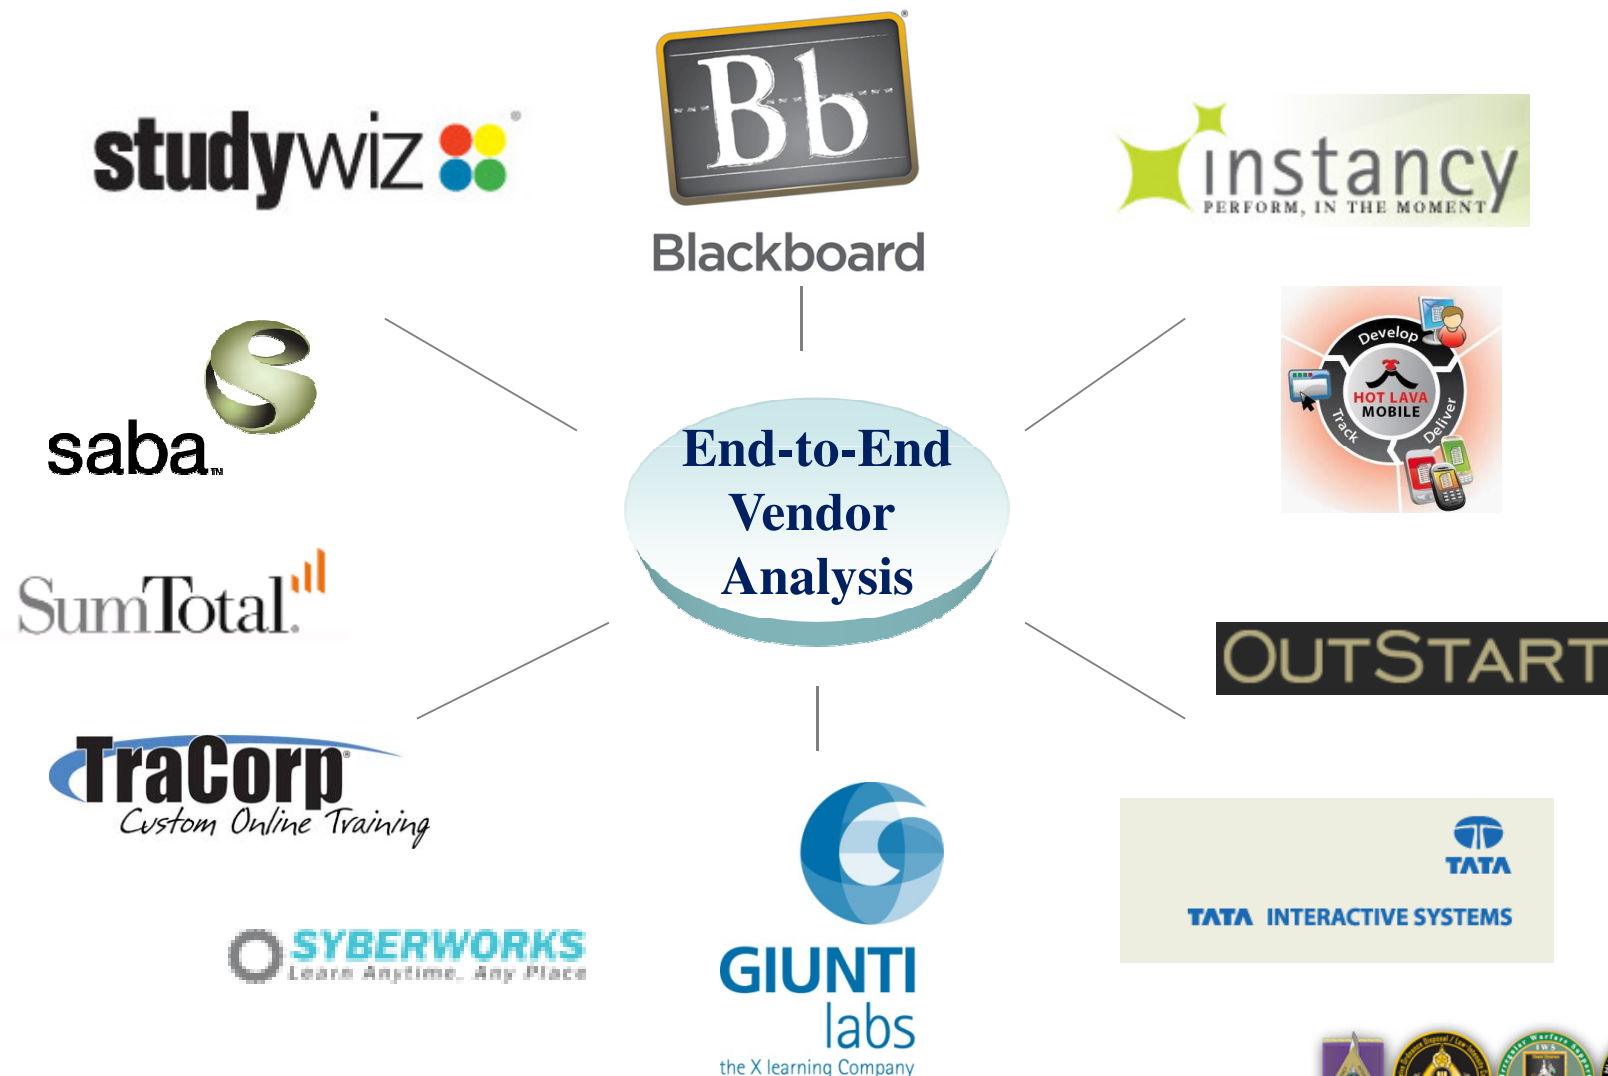 studywiz ®
Bb ®
Blackboard
instancy
PERFORM, IN THE MOMENT
saba™
Develop
HOT LAVA
MOBILE
Track
Deliver
End-to-End
Vendor
Analysis
SumTotal®
OUTSTART
TraCorp®
Custom Online Training
TATA
TATA INTERACTIVE SYSTEMS
SYBERWORKS
Learn Anytime, Any Place
GIUNTI
labs
the X learning Company
IWS